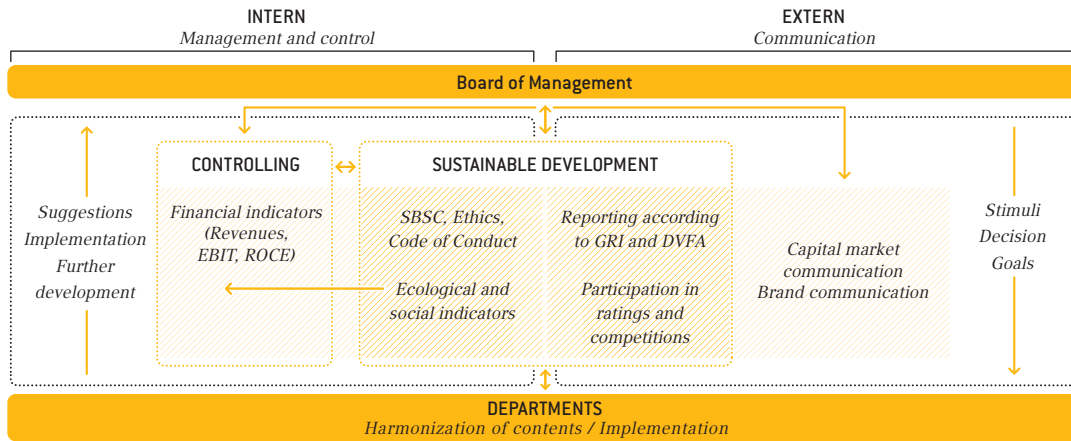 INTERN
Management and control
EXTERN
Communication
Board of Management
CONTROLLING
SUSTAINABLE DEVELOPMENT
Suggestions
Implementation
Further
development
Financial indicators
(Revenues,
EBIT, ROCE)
SBSC, Ethics,
Code of Conduct
Ecological and
social indicators
Reporting according
to GRI and DVFA
Participation in
ratings and
competitions
Capital market
communication
Brand communication
Stimuli
Decision
Goals
DEPARTMENTS
Harmonization of contents / Implementation